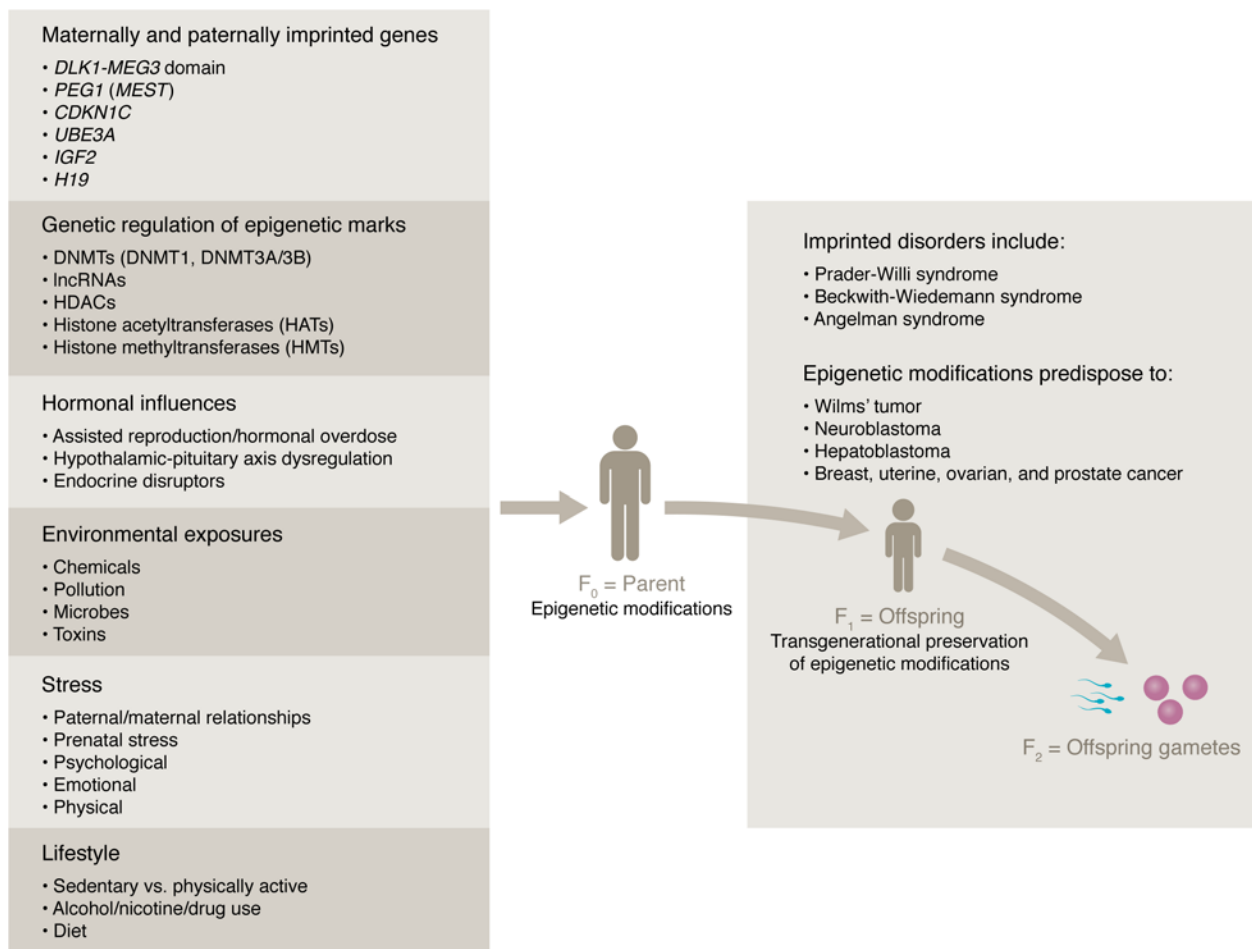 Maternally and paternally imprinted genes
• DLK1-MEG3 domain
• PEG1 (MEST)
• CDKN1C
• UBE3A
• IGF2
• H19
Genetic regulation of epigenetic marks
• DNMTs (DNMT1, DNMT3A/3B)
• lncRNAs
• HDACs
• Histone acetyltransferases (HATs)
• Histone methyltransferases (HMTs)
Hormonal influences
• Assisted reproduction/hormonal overdose
• Hypothalamic-pituitary axis dysregulation
• Endocrine disruptors
Environmental exposures
• Chemicals
• Pollution
• Microbes
• Toxins
Stress
• Paternal/maternal relationships
• Prenatal stress
• Psychological
• Emotional
• Physical
Lifestyle
• Sedentary vs. physically active
• Alcohol/nicotine/drug use
• Diet
F₀ = Parent
Epigenetic modifications
Imprinted disorders include:
• Prader-Willi syndrome
• Beckwith-Wiedemann syndrome
• Angelman syndrome
Epigenetic modifications predispose to:
• Wilms’ tumor
• Neuroblastoma
• Hepatoblastoma
• Breast, uterine, ovarian, and prostate cancer
F₁ = Offspring
Transgenerational preservation
of epigenetic modifications
F₂ = Offspring gametes